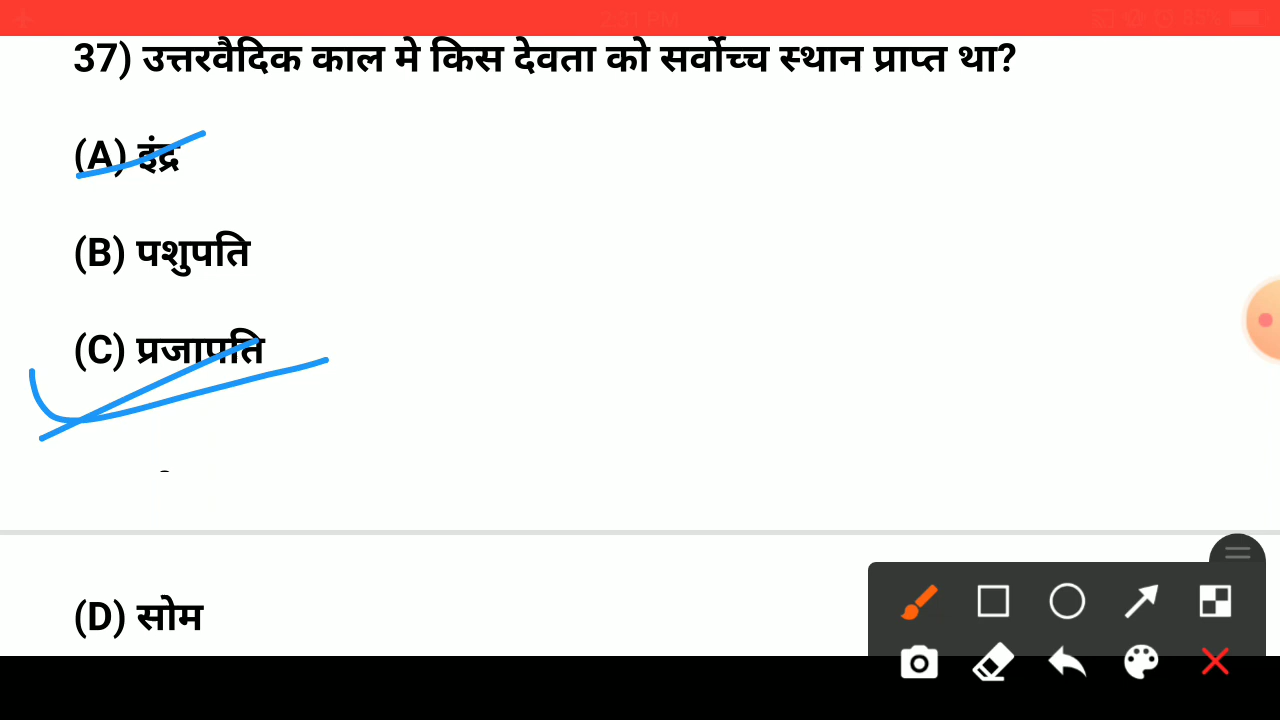 37) उत्तरवैदिक काल मे किस देवता को सर्वोच्च स्थान प्राप्त था?
(A) इंद्र
(B) पशुपति
(C) प्रजापति
(D) सोम